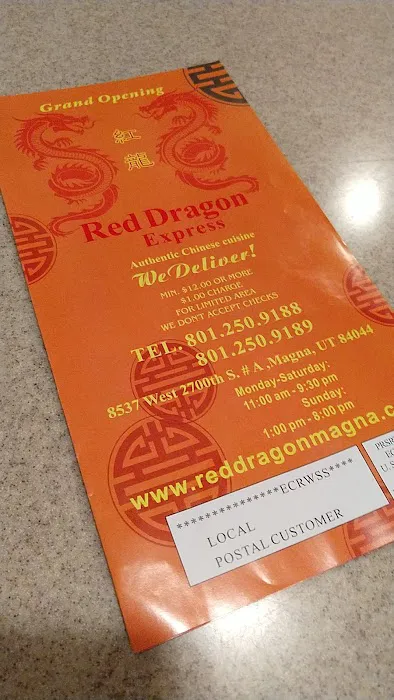 Grand Opening
紅
龍
Red Dragon
Express
Authentic Chinese cuisine
We Deliver!
MIN. $12.00 OR MORE
$1.00 CHARGE
FOR LIMITED AREA
WE DON'T ACCEPT CHECKS
TEL.. 801.250.9188
801.250.9189
8537 West 2700th S. # A .Magna, UT 84044
Monday-Saturday:
11:00 am - 9:30 pm
Sunday:
1:00 pm - 8:00 pm
www.reddragonmagna.c
***************ECRWSS****
LOCAL
POSTAL CUSTOMER
PRSR
EC
U.S